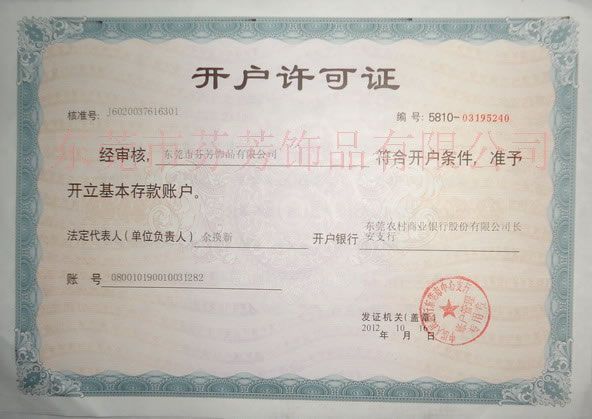 开户许可证
核准号: J6020037616301 编号: 5810-03195240
东莞市芬芳饰品有限公司
经审核, 东莞市芬芳饰品有限公司 符合开户条件, 准予
开立基本存款账户。
法定代表人(单位负责人) 余换新 开户银行 东莞农村商业银行股份有限公司长
安支行
账 号 080010190010031282
发证机关(盖章)
2012 10 16
年 月 日